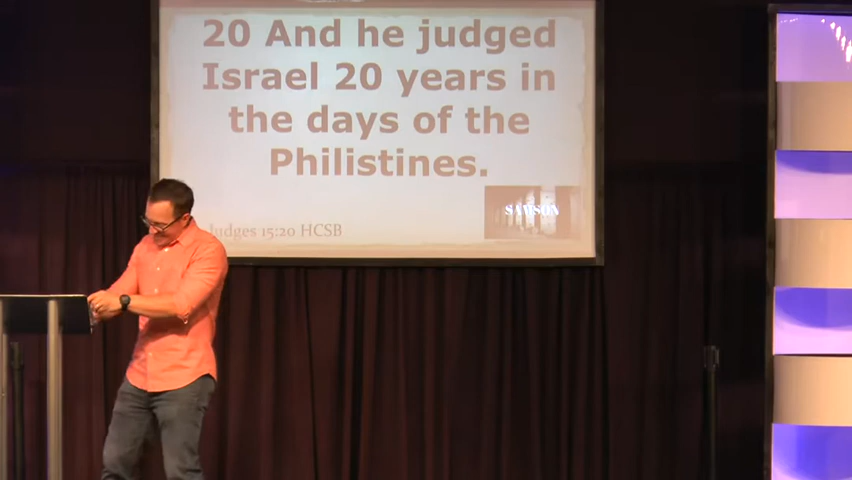 20 And he judged
Israel 20 years in
the days of the
Philistines.
SAMSON
Judges 15:20 HCSB